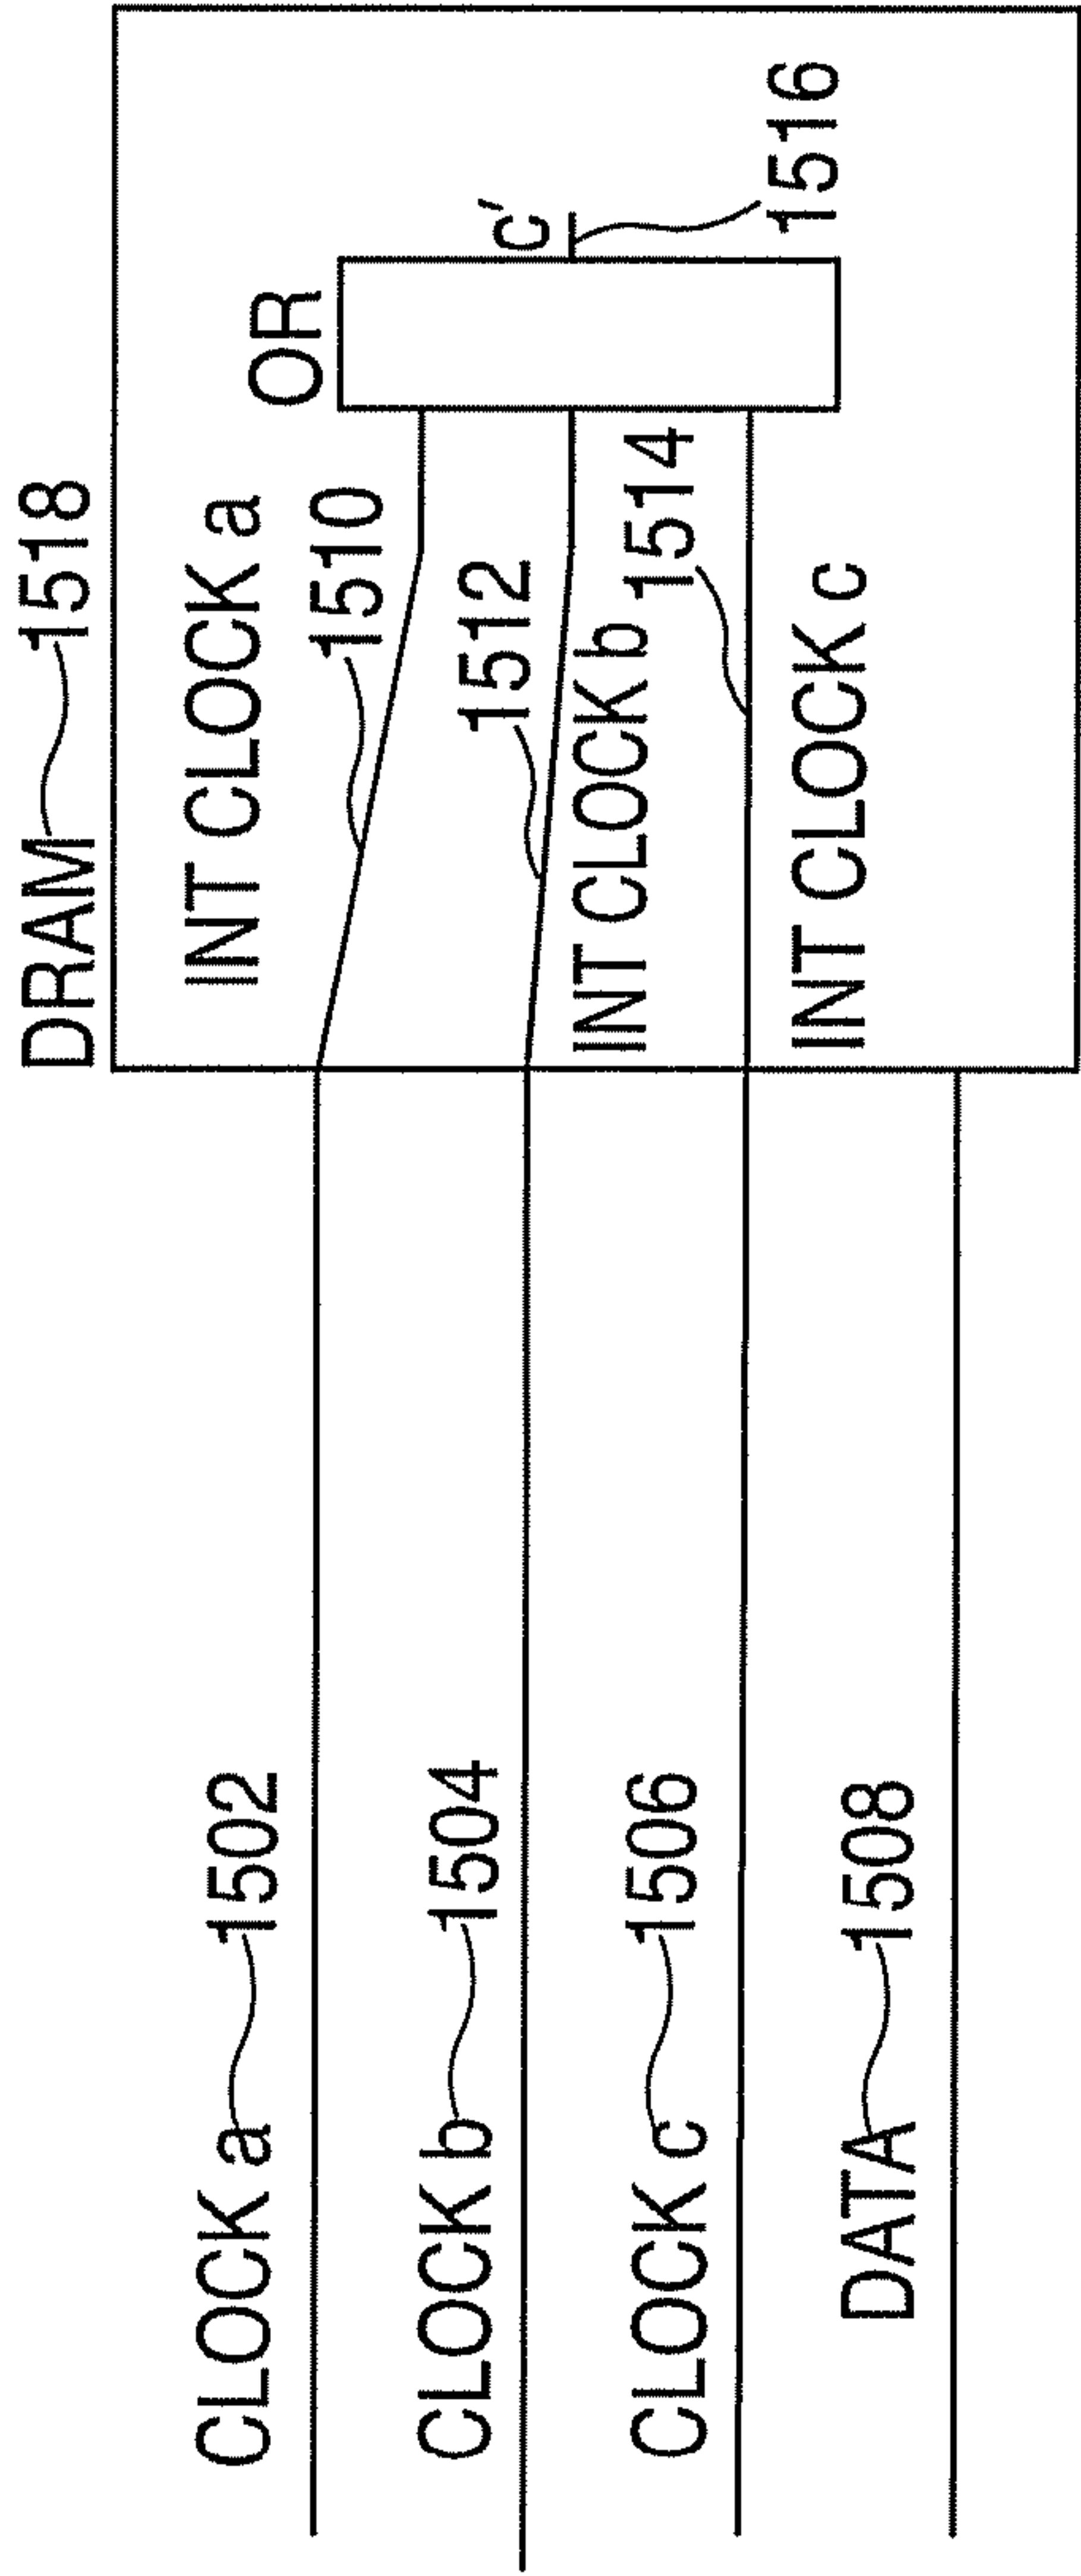 DRAM 1518
INT CLOCK a
1510
OR
1512
c'
INT CLOCK b
1514
1516
INT CLOCK c
CLOCK a 1502
CLOCK b 1504
CLOCK c 1506
DATA 1508